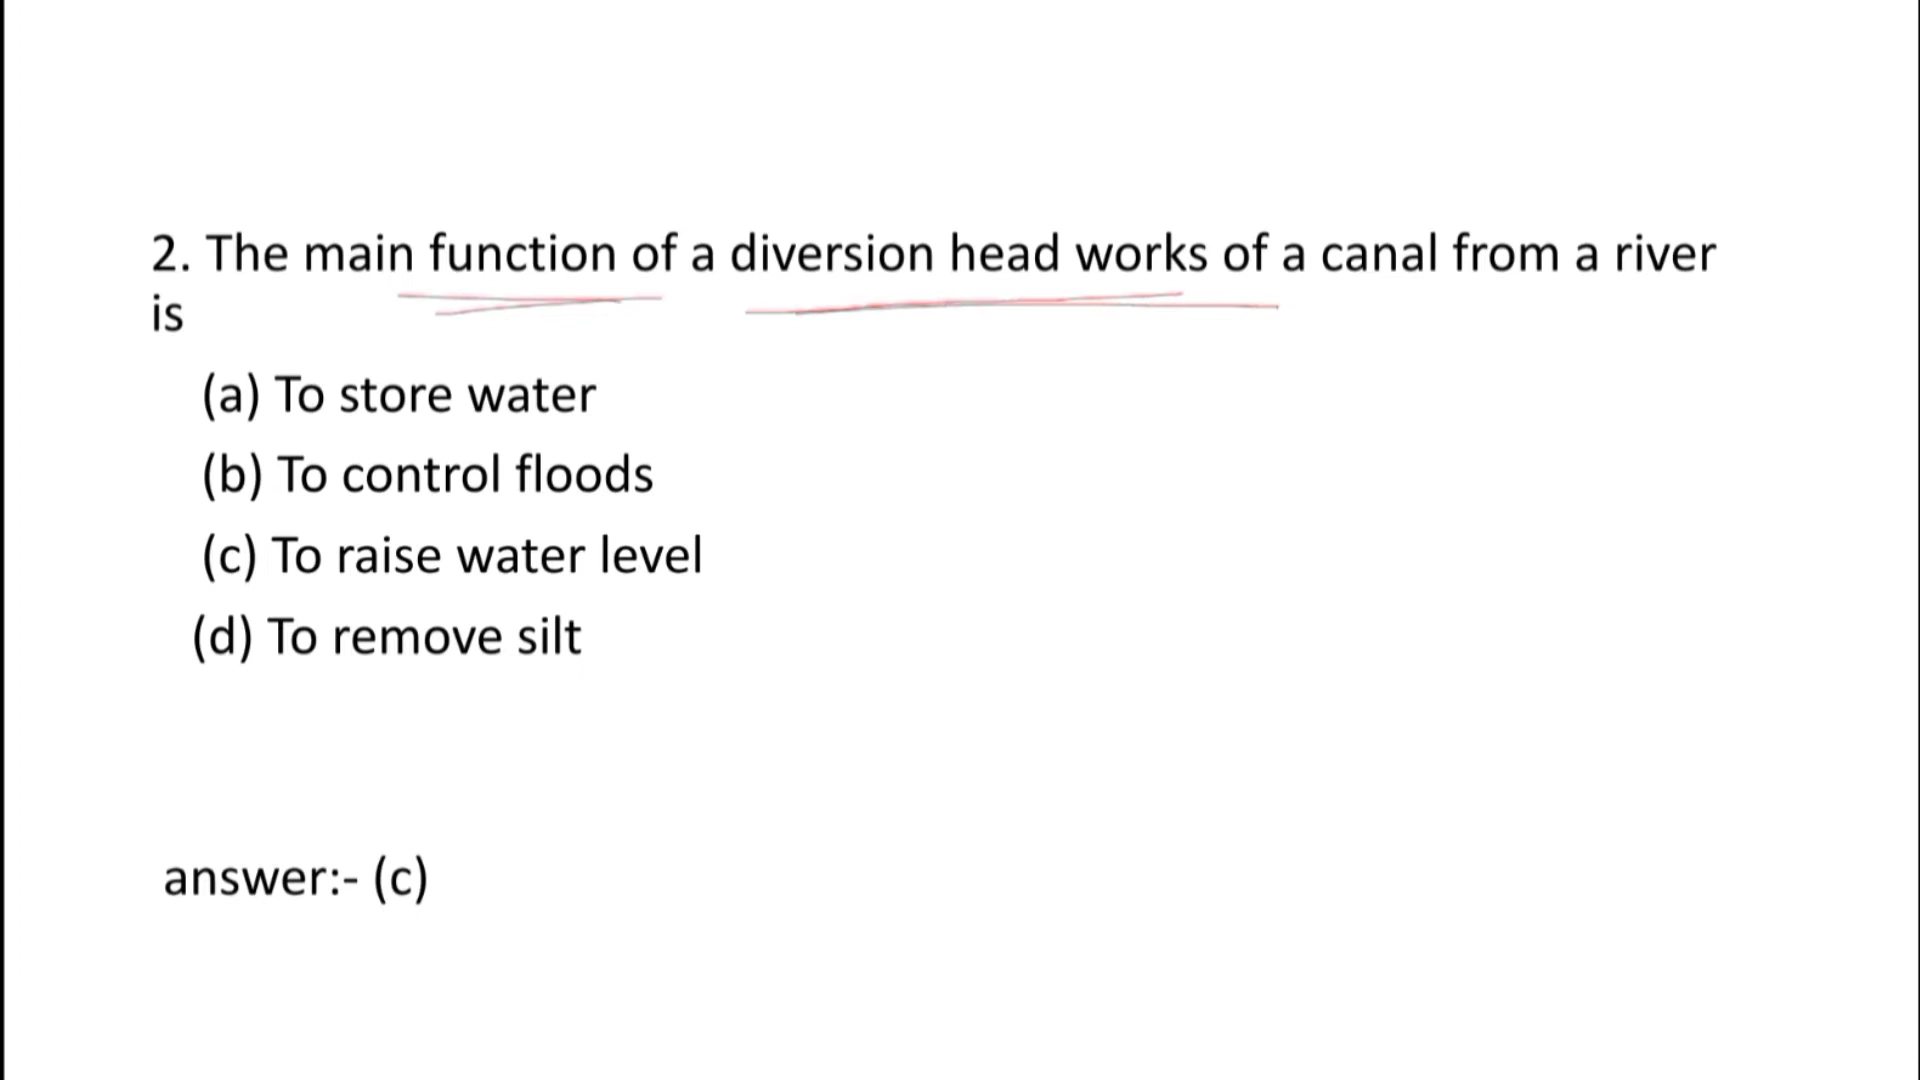 2. The main function of a diversion head works of a canal from a river
is
(a) To store water
(b) To control floods
(c) To raise water level
(d) To remove silt
answer:- (c)